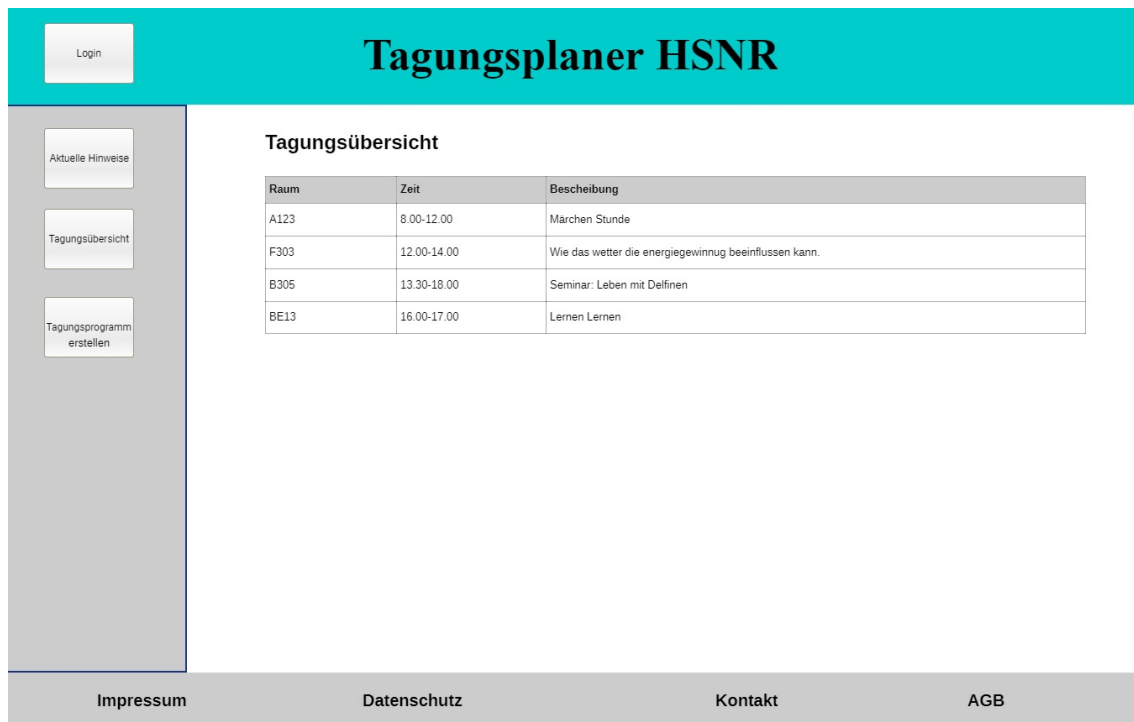 Login
Tagungsplaner HSNR
Aktuelle Hinweise
Tagungsübersicht
Tagungsprogramm
erstellen
Tagungsübersicht
Raum Zeit Bescheibung
A123 8.00-12.00 Märchen Stunde
F303 12.00-14.00 Wie das wetter die energiegewinnug beeinflussen kann.
B305 13.30-18.00 Seminar: Leben mit Delfinen
BE13 16.00-17.00 Lernen Lernen
Impressum Datenschutz Kontakt AGB